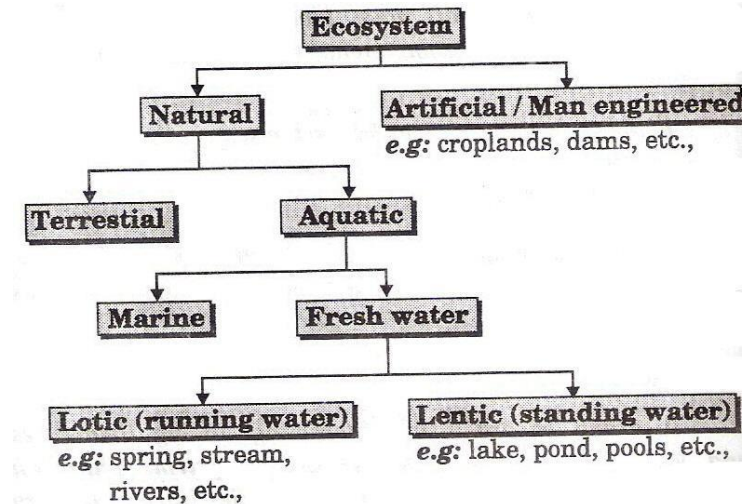 Ecosystem
Natural
Artificial / Man engineered
e.g: croplands, dams, etc.,
Terrestial
Aquatic
Marine
Fresh water
Lotic (running water)
e.g: spring, stream,
rivers, etc.,
Lentic (standing water)
e.g: lake, pond, pools, etc.,